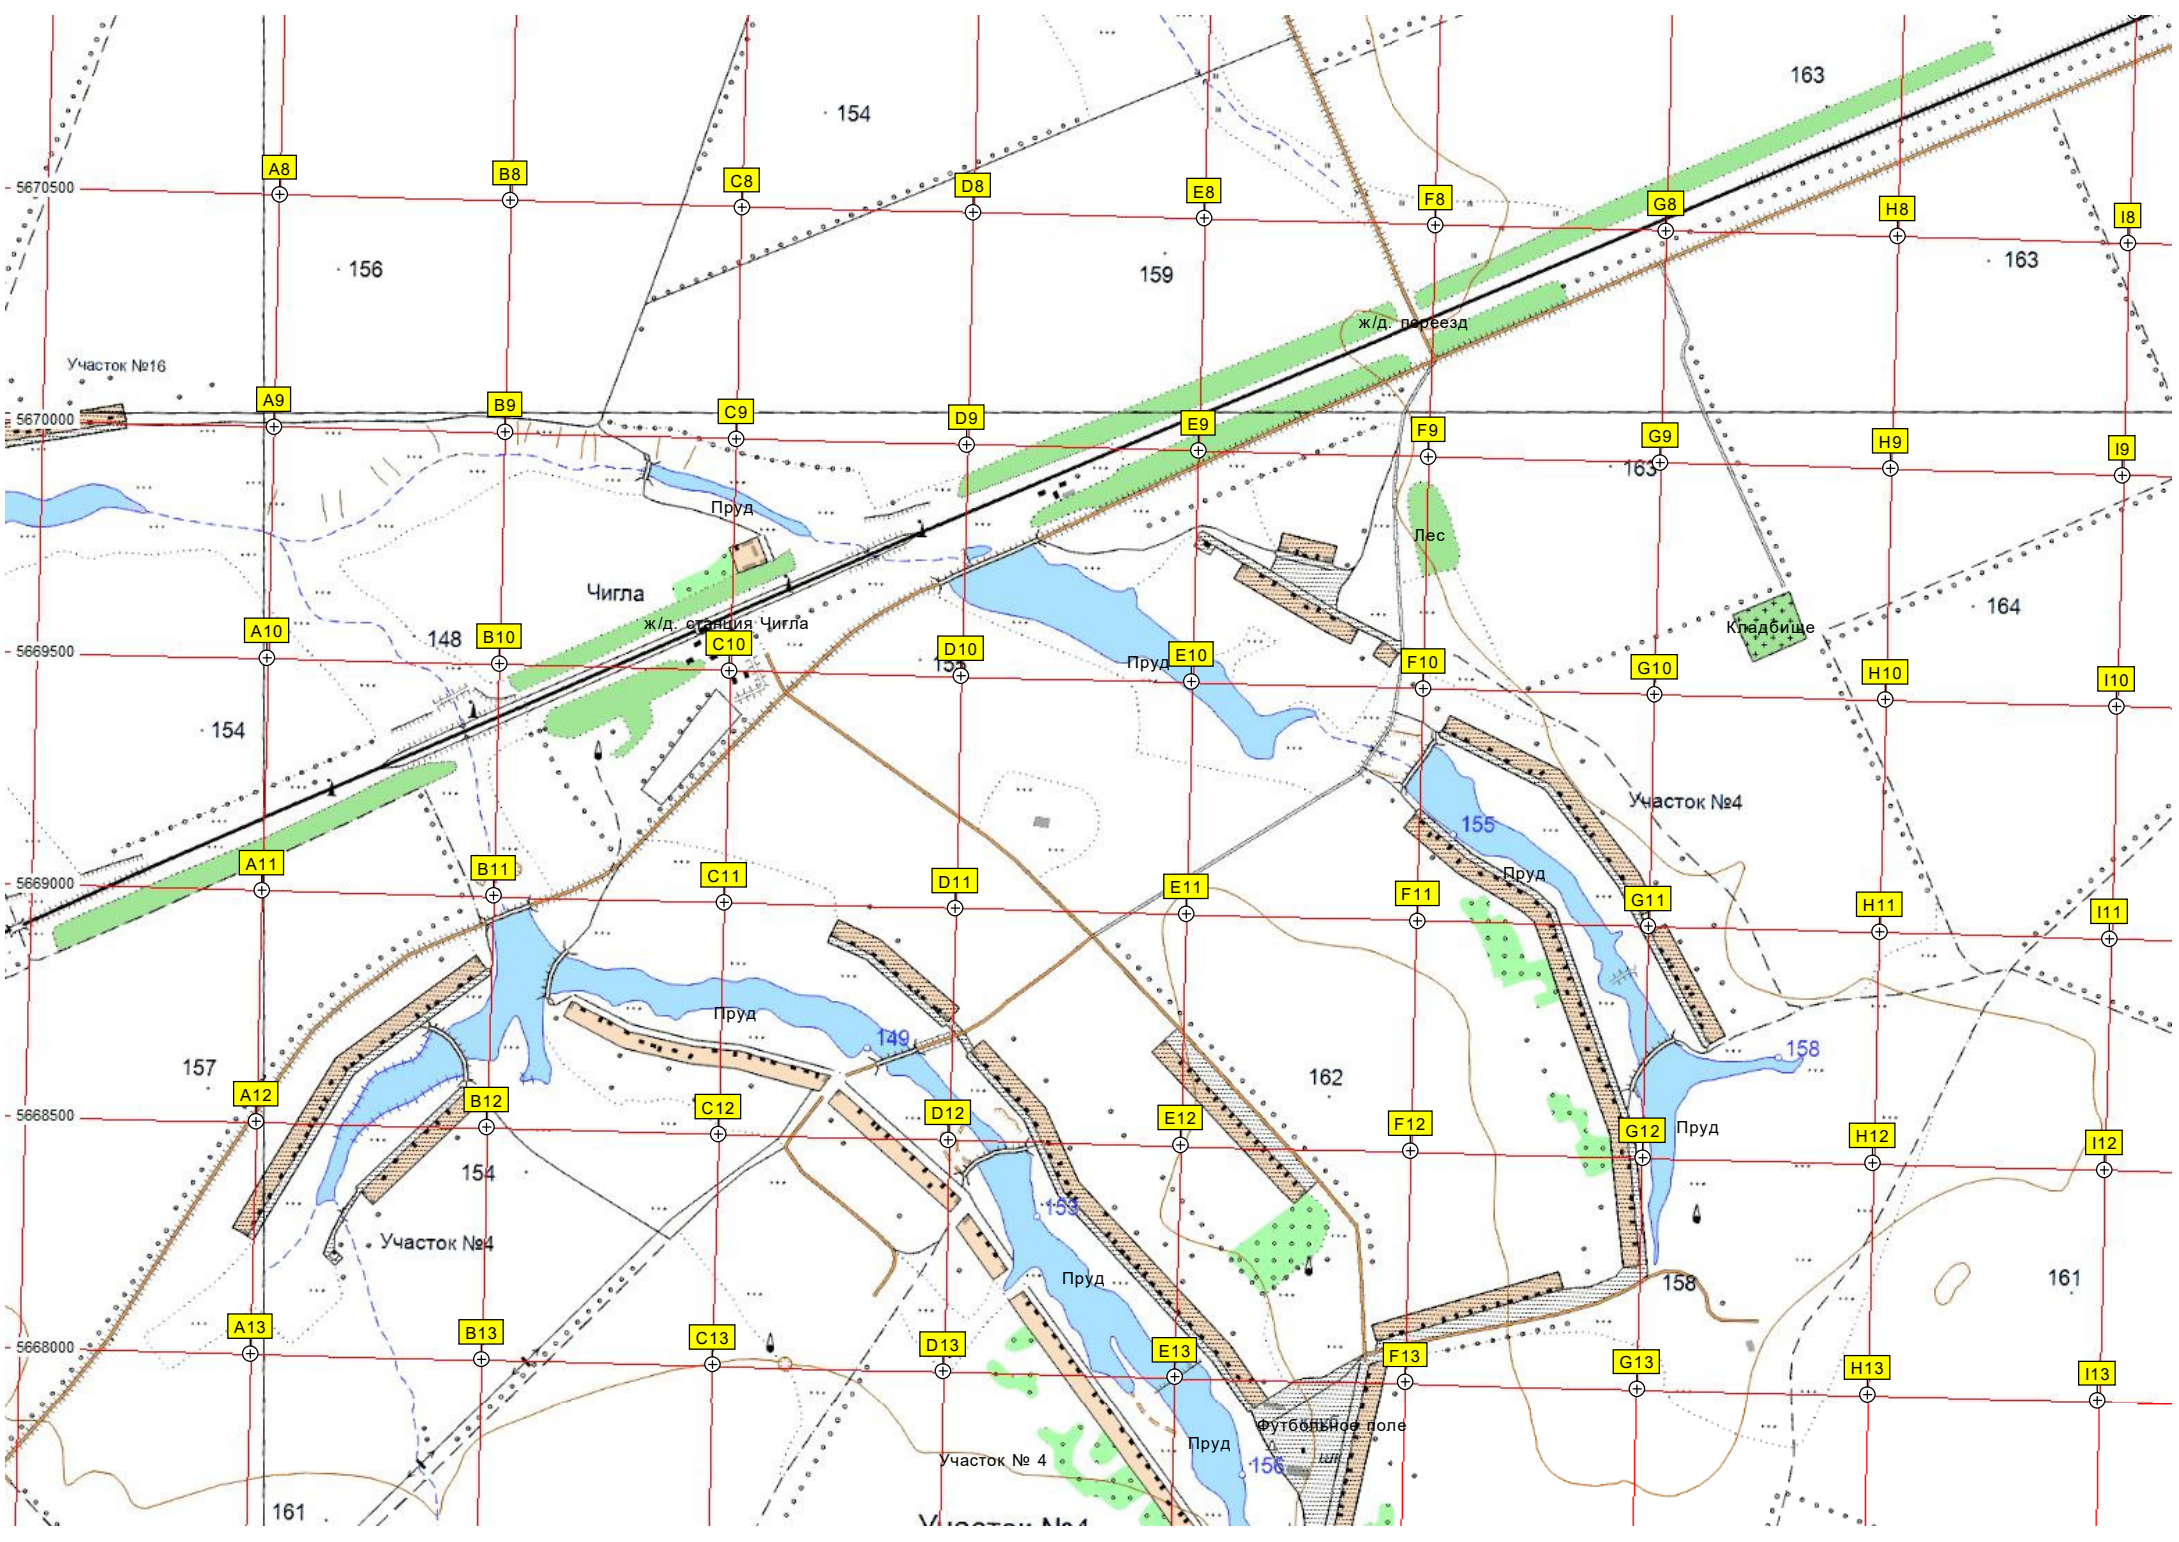 154
163
A8
B8
C8
D8
E8
F8
G8
H8
I8
5670500
156
159
163
ж/д. переезд
Участок №16
A9
B9
C9
D9
E9
F9
G9
H9
I9
5670000
163
Пруд
Лес
Чигла
ж/д. станция Чигла
148
164
Кладбище
A10
B10
C10
D10
E10
F10
G10
H10
I10
5669500
Пруд
154
Участок №4
155
Пруд
A11
B11
C11
D11
E11
F11
G11
H11
I11
5669000
Пруд
149
157
162
158
A12
B12
C12
D12
E12
F12
G12
H12
I12
5668500
Пруд
154
153
Участок №4
Пруд
158
161
A13
B13
C13
D13
E13
F13
G13
H13
I13
5668000
Футбольное поле
Пруд
Участок № 4
156
161
Участок №4